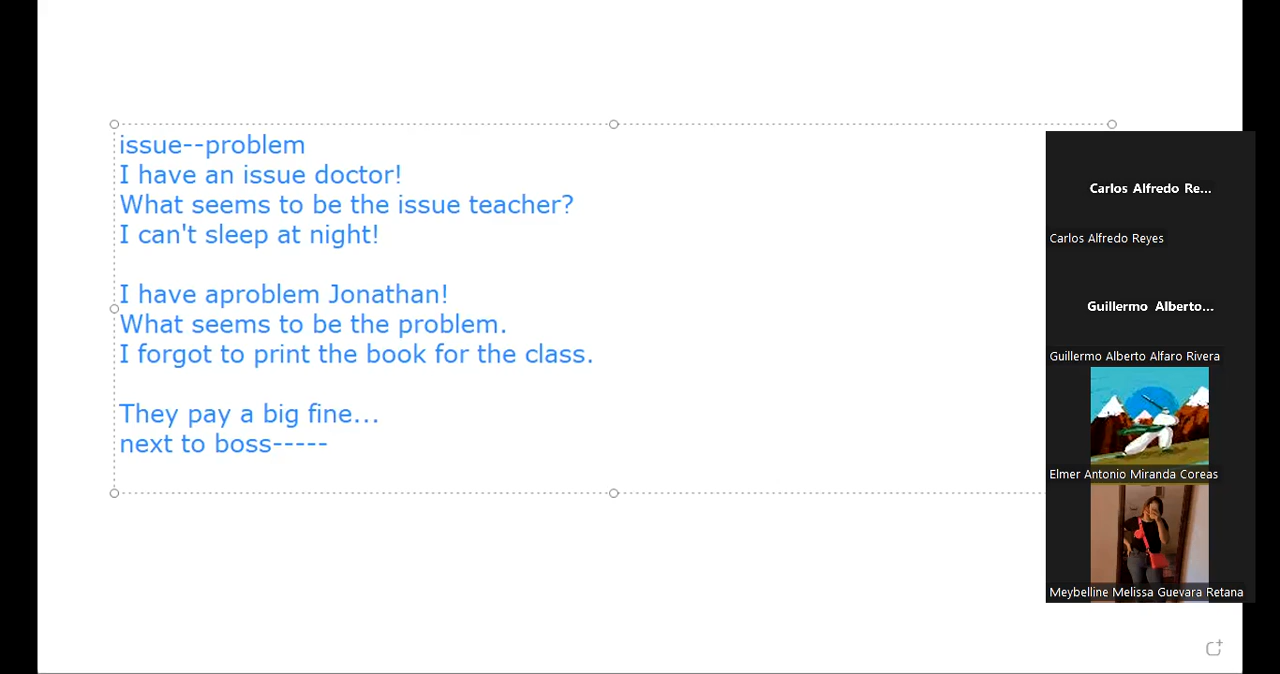 issue--problem
I have an issue doctor!
What seems to be the issue teacher?
I can't sleep at night!
I have aproblem Jonathan!
What seems to be the problem.
I forgot to print the book for the class.
They pay a big fine...
next to boss-----
Carlos Alfredo Re...
Carlos Alfredo Reyes
Guillermo Alberto...
Guillermo Alberto Alfaro Rivera
Elmer Antonio Miranda Coreas
Meybelline Melissa Guevara Retana